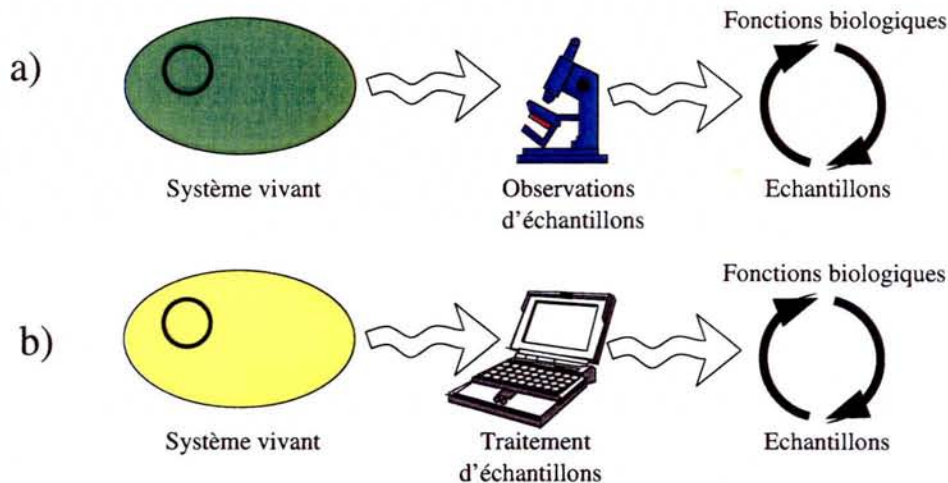 Fonctions biologiques
a)
Système vivant
Observations
d'échantillons
Echantillons
Fonctions biologiques
b)
Système vivant
Traitement
d'échantillons
Echantillons